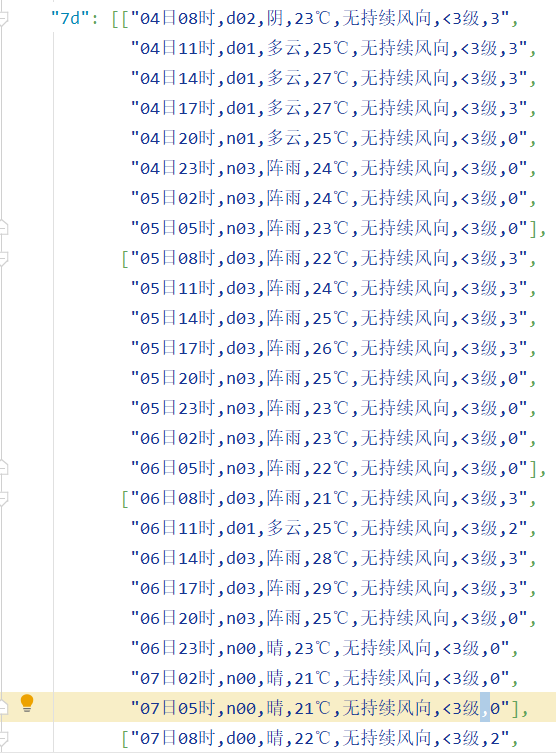 "7d": [["04日08时,d02,阴,23℃,无持续风向,<3级,3",
"04日11时,d01,多云,25℃,无持续风向,<3级,3",
"04日14时,d01,多云,27℃,无持续风向,<3级,3",
"04日17时,d01,多云,27℃,无持续风向,<3级,3",
"04日20时,n01,多云,25℃,无持续风向,<3级,0",
"04日23时,n03,阵雨,24℃,无持续风向,<3级,0",
"05日02时,n03,阵雨,24℃,无持续风向,<3级,0",
"05日05时,n03,阵雨,23℃,无持续风向,<3级,0"],
["05日08时,d03,阵雨,22℃,无持续风向,<3级,3",
"05日11时,d03,阵雨,24℃,无持续风向,<3级,3",
"05日14时,d03,阵雨,25℃,无持续风向,<3级,3",
"05日17时,d03,阵雨,26℃,无持续风向,<3级,3",
"05日20时,n03,阵雨,25℃,无持续风向,<3级,0",
"05日23时,n03,阵雨,23℃,无持续风向,<3级,0",
"06日02时,n03,阵雨,23℃,无持续风向,<3级,0",
"06日05时,n03,阵雨,22℃,无持续风向,<3级,0"],
["06日08时,d03,阵雨,21℃,无持续风向,<3级,3",
"06日11时,d01,多云,25℃,无持续风向,<3级,2",
"06日14时,d03,阵雨,28℃,无持续风向,<3级,3",
"06日17时,d03,阵雨,29℃,无持续风向,<3级,3",
"06日20时,n03,阵雨,25℃,无持续风向,<3级,0",
"06日23时,n00,晴,23℃,无持续风向,<3级,0",
"07日02时,n00,晴,21℃,无持续风向,<3级,0",
"07日05时,n00,晴,21℃,无持续风向,<3级,0"],
["07日08时,d00,晴,22℃,无持续风向,<3级,2",